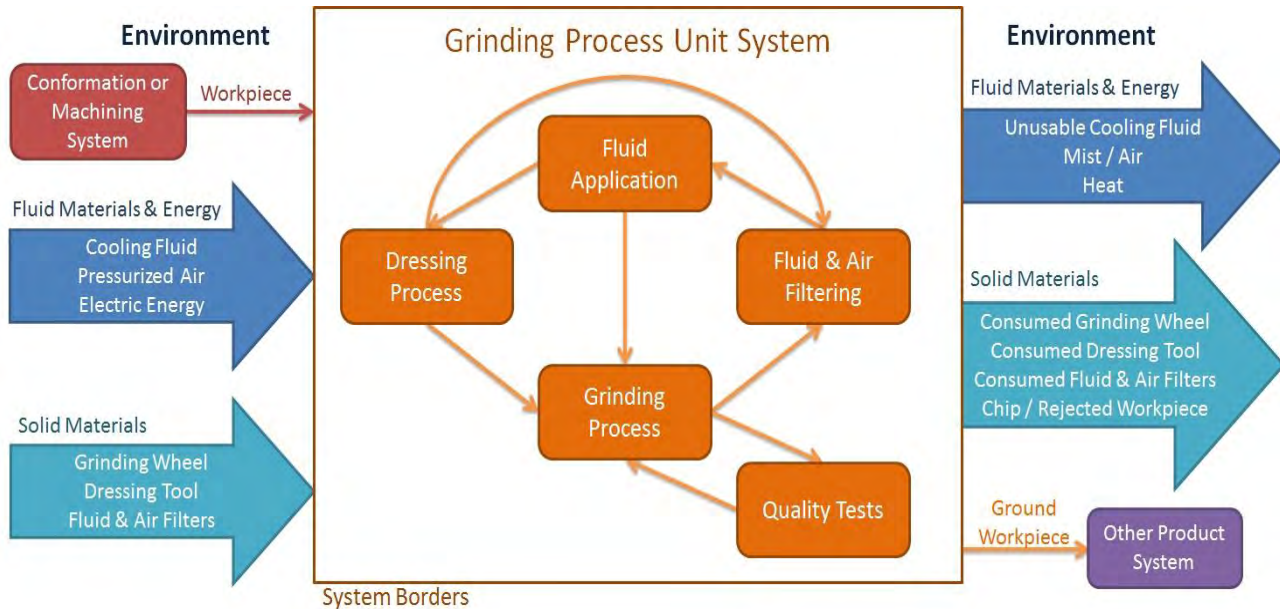 Environment
Conformation or
Machining
System
Workpiece
Fluid Materials & Energy
Cooling Fluid
Pressurized Air
Electric Energy
Solid Materials
Grinding Wheel
Dressing Tool
Fluid & Air Filters
Grinding Process Unit System
Fluid
Application
Dressing
Process
Fluid & Air
Filtering
Grinding
Process
Quality Tests
System Borders
Environment
Fluid Materials & Energy
Unusable Cooling Fluid
Mist / Air
Heat
Solid Materials
Consumed Grinding Wheel
Consumed Dressing Tool
Consumed Fluid & Air Filters
Chip / Rejected Workpiece
Ground
Workpiece
Other Product
System